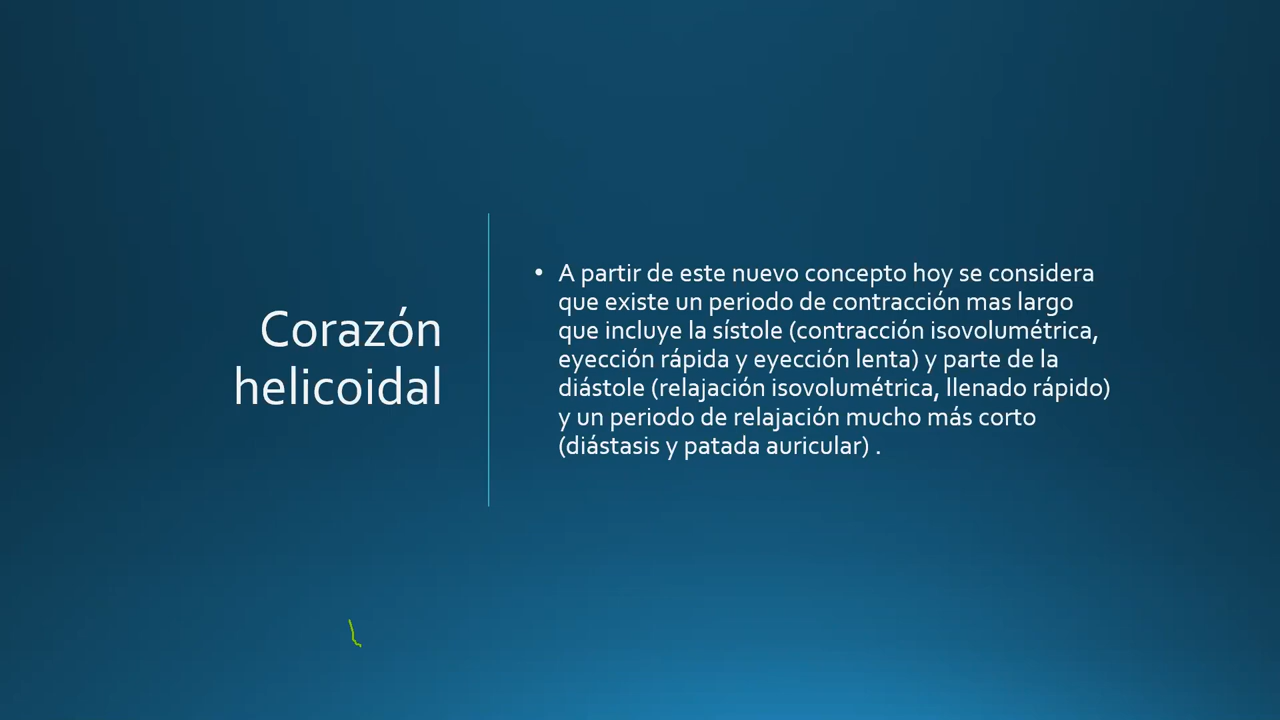 Corazón
helicoidal
• A partir de este nuevo concepto hoy se considera
que existe un periodo de contracción mas largo
que incluye la sístole (contracción isovolumétrica,
eyección rápida y eyección lenta) y parte de la
diástole (relajación isovolumétrica, llenado rápido)
y un periodo de relajación mucho más corto
(diástasis y patada auricular) .